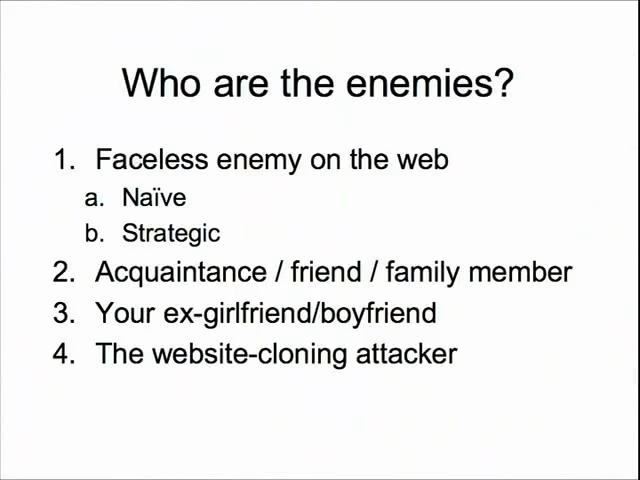 Who are the enemies?
1. Faceless enemy on the web
a. Naïve
b. Strategic
2. Acquaintance / friend / family member
3. Your ex-girlfriend/boyfriend
4. The website-cloning attacker